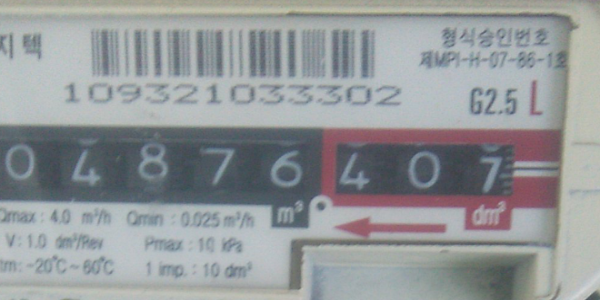 지텍
형식승인번호
제MPI-H-07-86-1호
109321033302
G2.5 L
04876 407
m³ dm³
Qmax : 4.0 m³/h Qmin : 0.025 m³/h
V : 1.0 dm³/Rev Pmax : 10 kPa
tm : -20℃~60℃ 1 imp. : 10 dm³